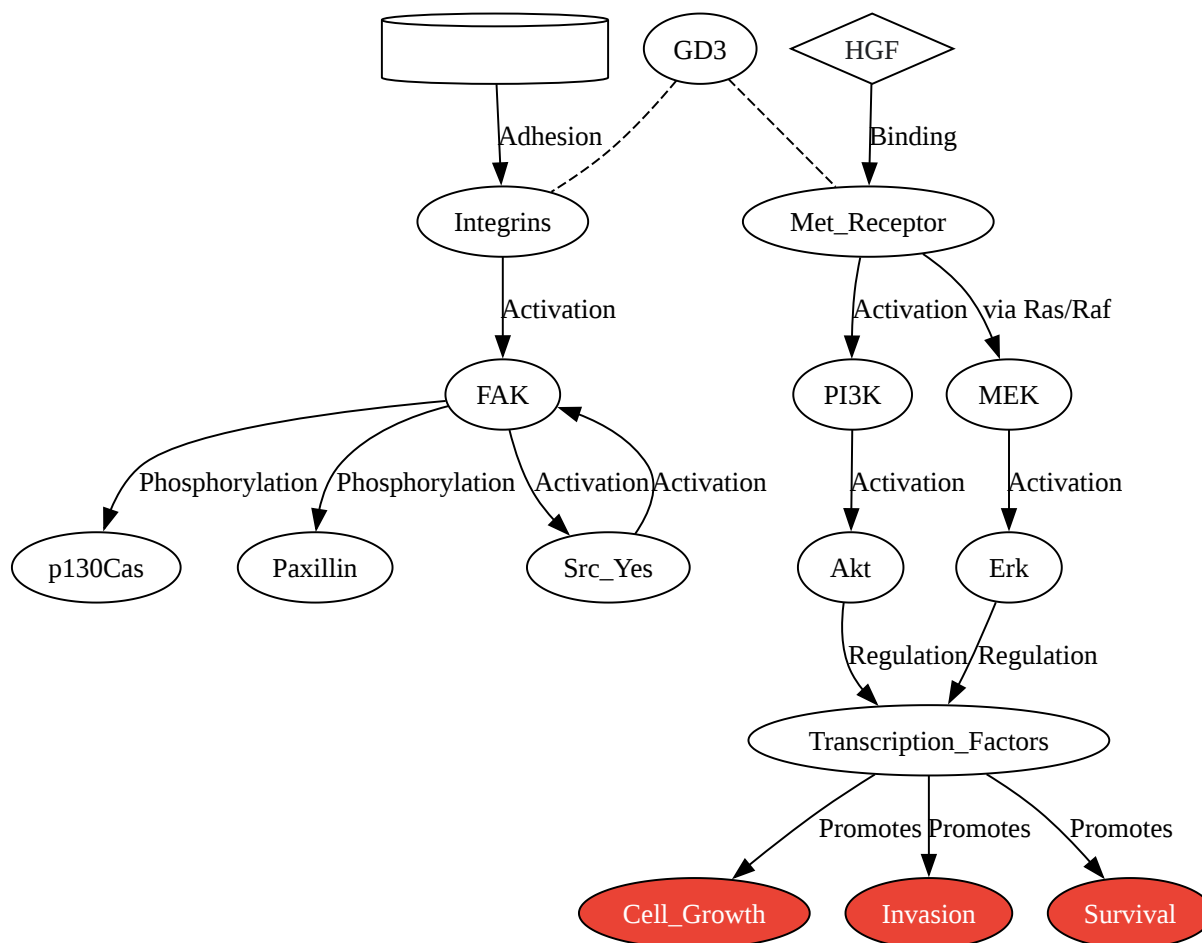 GD3
HGF
Adhesion
Binding
Integrins
Met_Receptor
Activation
Activation
via Ras/Raf
FAK
PI3K
MEK
Phosphorylation
Phosphorylation
Activation
Activation
Activation
Activation
p130Cas
Paxillin
Src_Yes
Akt
Erk
Regulation
Regulation
Transcription_Factors
Promotes
Promotes
Promotes
Cell_Growth
Invasion
Survival